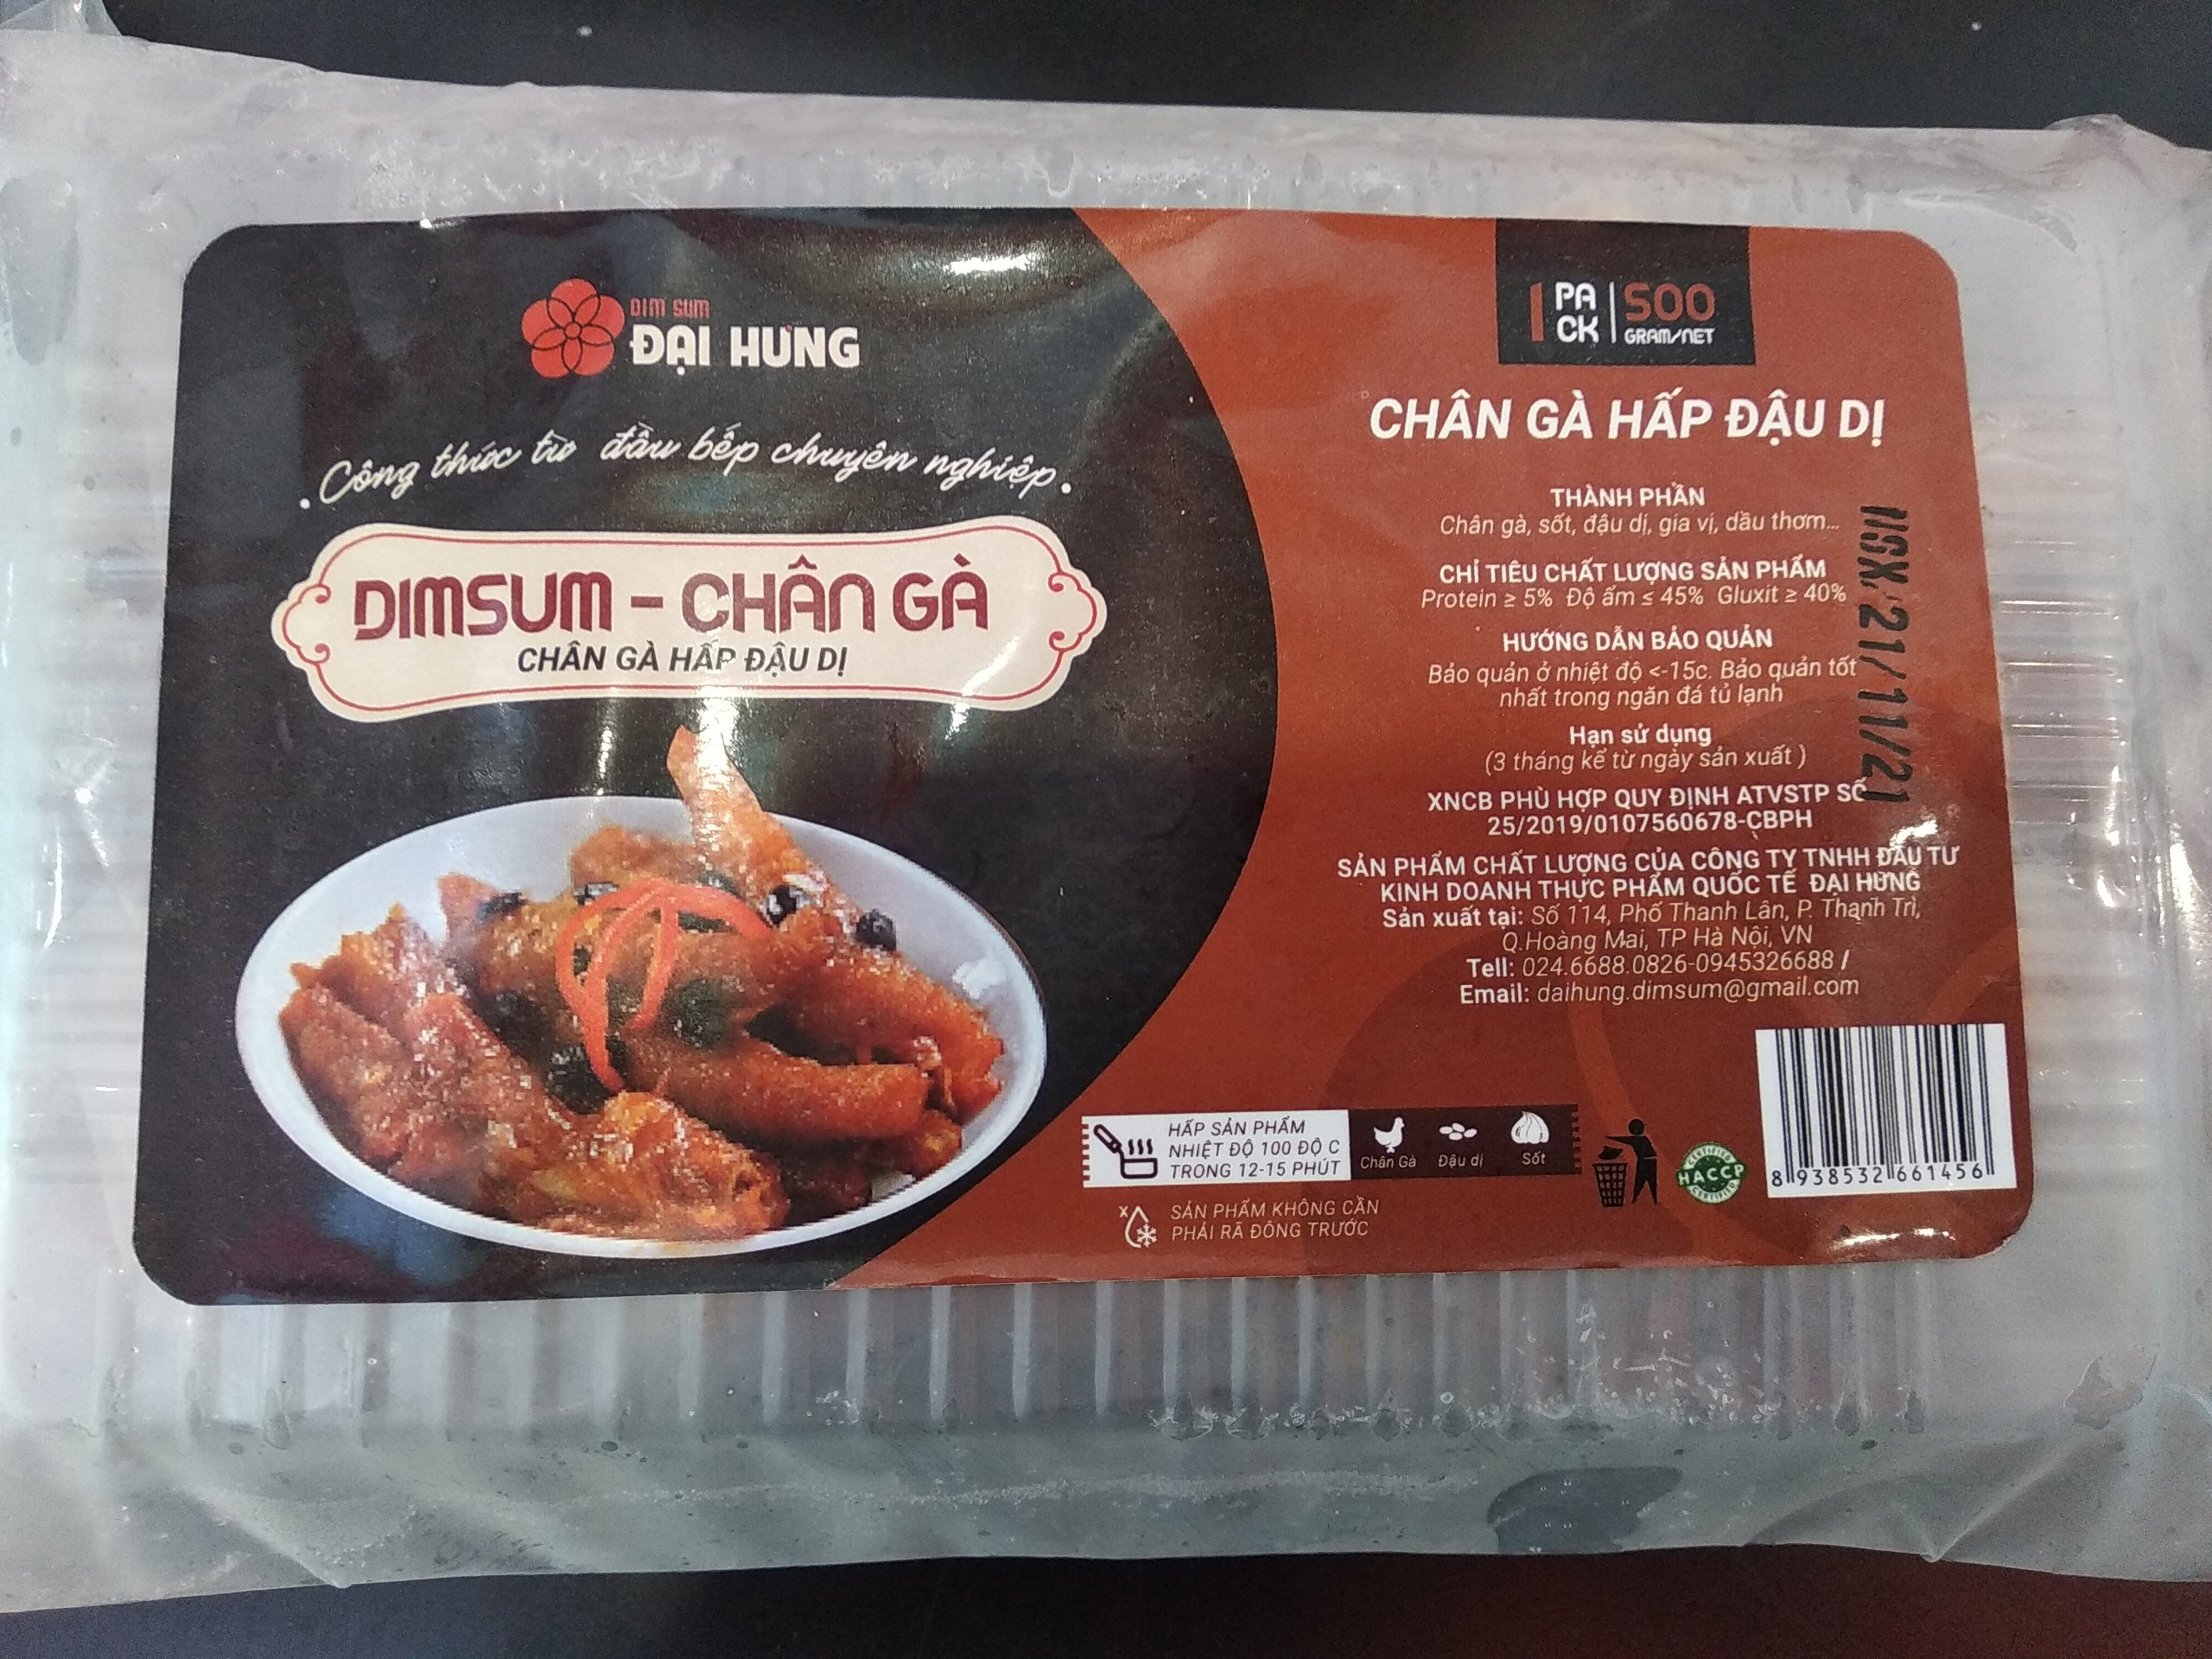 DIM SUM
ĐẠI HƯNG
Công thức từ đầu bếp chuyên nghiệp.
DIMSUM - CHÂN GÀ
CHÂN GÀ HẤP ĐẬU DỊ
1 PACK | 500 GRAM/NET
CHÂN GÀ HẤP ĐẬU DỊ
THÀNH PHẦN
Chân gà, sốt, đậu dị, gia vị, dầu thơm...
CHỈ TIÊU CHẤT LƯỢNG SẢN PHẨM
Protein ≥ 5% Độ ẩm ≤ 45% Gluxit ≥ 40%
HƯỚNG DẪN BẢO QUẢN
Bảo quản ở nhiệt độ <-15c. Bảo quản tốt
nhất trong ngăn đá tủ lạnh
Hạn sử dụng
(3 tháng kể từ ngày sản xuất )
XNCB PHÙ HỢP QUY ĐỊNH ATVSTP SỐ
25/2019/0107560678-CBPH
SẢN PHẨM CHẤT LƯỢNG CỦA CÔNG TY TNHH ĐẦU TƯ
KINH DOANH THỰC PHẨM QUỐC TẾ ĐẠI HƯNG
Sản xuất tại: Số 114, Phố Thanh Lân, P. Thanh Trì,
Q.Hoàng Mai, TP Hà Nội, VN
Tell: 024.6688.0826-0945326688 /
Email: daihung.dimsum@gmail.com
NSX: 21/11/21
HẤP SẢN PHẨM
NHIỆT ĐỘ 100 ĐỘ C
TRONG 12-15 PHÚT
Chân Gà Đậu dị Sốt
SẢN PHẨM KHÔNG CẦN
PHẢI RÃ ĐÔNG TRƯỚC
CERTIFIED
HACCP
CERTIFIED
8 938532 661456